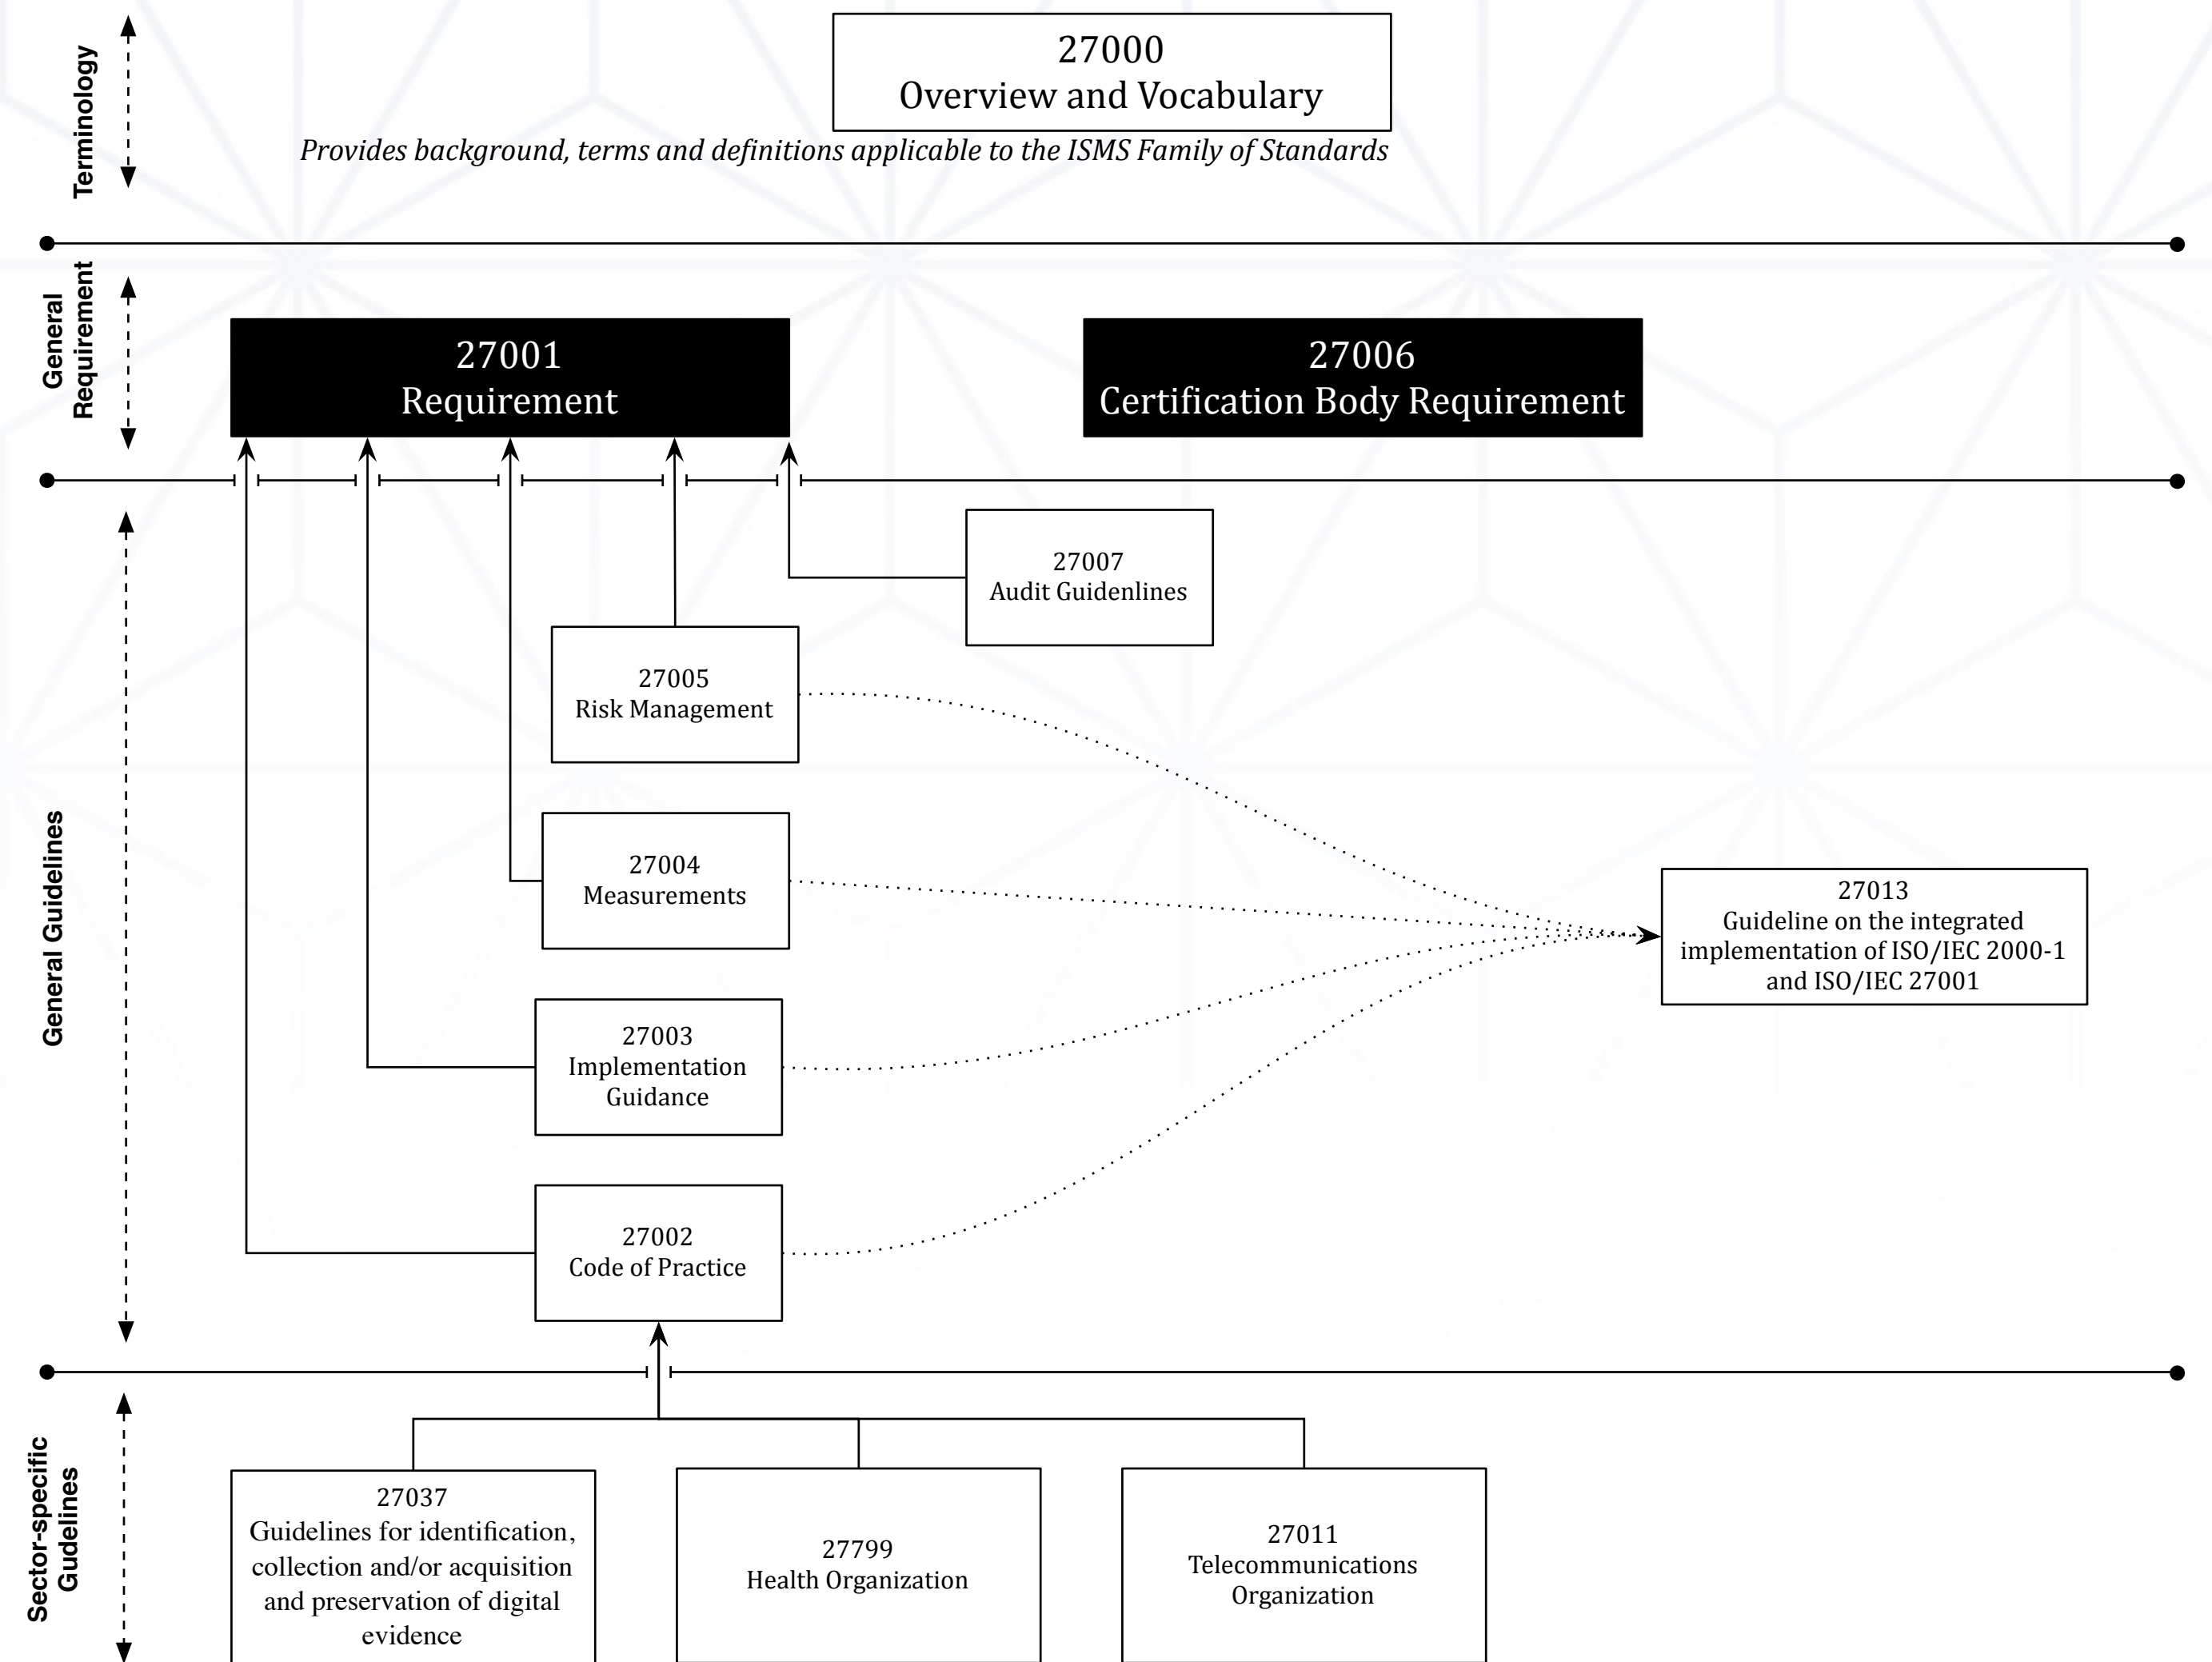 Terminology
27000
Overview and Vocabulary
Provides background, terms and definitions applicable to the ISMS Family of Standards
General
Requirement
27001
Requirement
27006
Certification Body Requirement
General Guidelines
27007
Audit Guidenlines
27005
Risk Management
27004
Measurements
27013
Guideline on the integrated
implementation of ISO/IEC 2000-1
and ISO/IEC 27001
27003
Implementation
Guidance
27002
Code of Practice
Sector-specific
Gudelines
27037
Guidelines for identification,
collection and/or acquisition
and preservation of digital
evidence
27799
Health Organization
27011
Telecommunications
Organization